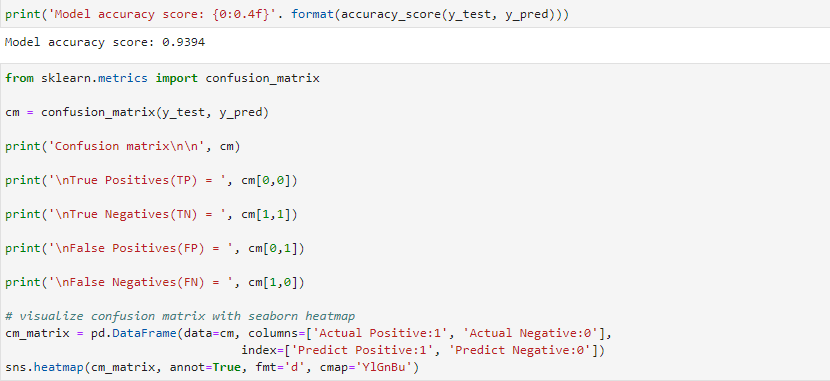 print('Model accuracy score: {0:0.4f}'. format(accuracy_score(y_test, y_pred)))
Model accuracy score: 0.9394
from sklearn.metrics import confusion_matrix
cm = confusion_matrix(y_test, y_pred)
print('Confusion matrix\n\n', cm)
print('\nTrue Positives(TP) = ', cm[0,0])
print('\nTrue Negatives(TN) = ', cm[1,1])
print('\nFalse Positives(FP) = ', cm[0,1])
print('\nFalse Negatives(FN) = ', cm[1,0])
# visualize confusion matrix with seaborn heatmap
cm_matrix = pd.DataFrame(data=cm, columns=['Actual Positive:1', 'Actual Negative:0'],
index=['Predict Positive:1', 'Predict Negative:0'])
sns.heatmap(cm_matrix, annot=True, fmt='d', cmap='YlGnBu')